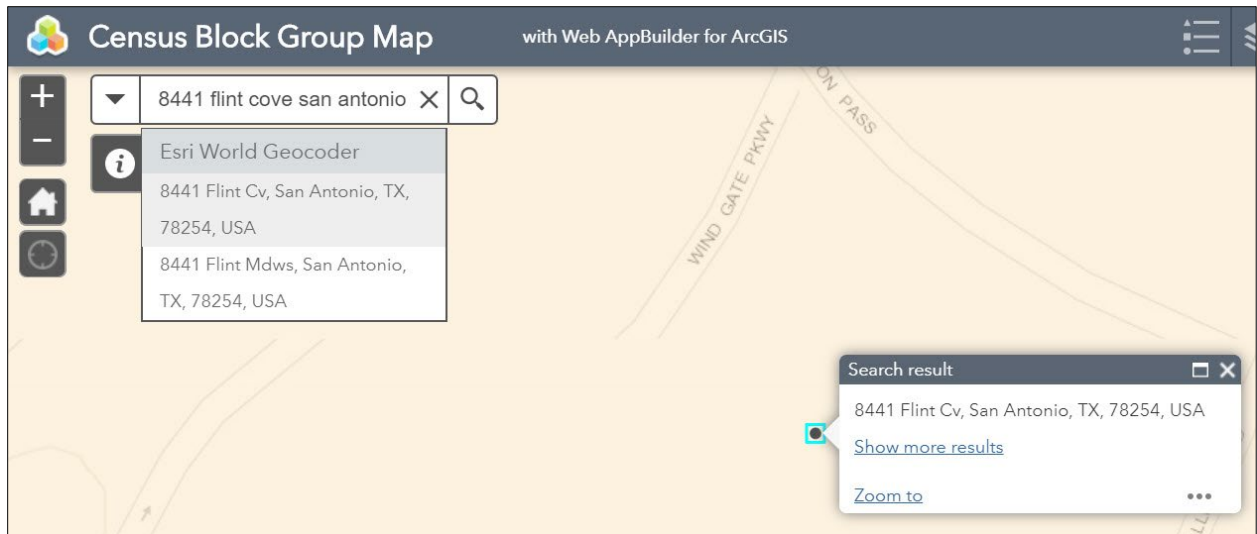 Census Block Group Map with Web AppBuilder for ArcGIS
8441 flint cove san antonio
Esri World Geocoder
8441 Flint Cv, San Antonio, TX,
78254, USA
8441 Flint Mdws, San Antonio,
TX, 78254, USA
ON PASS
WIND GATE PKWY
Search result
8441 Flint Cv, San Antonio, TX, 78254, USA
Show more results
Zoom to